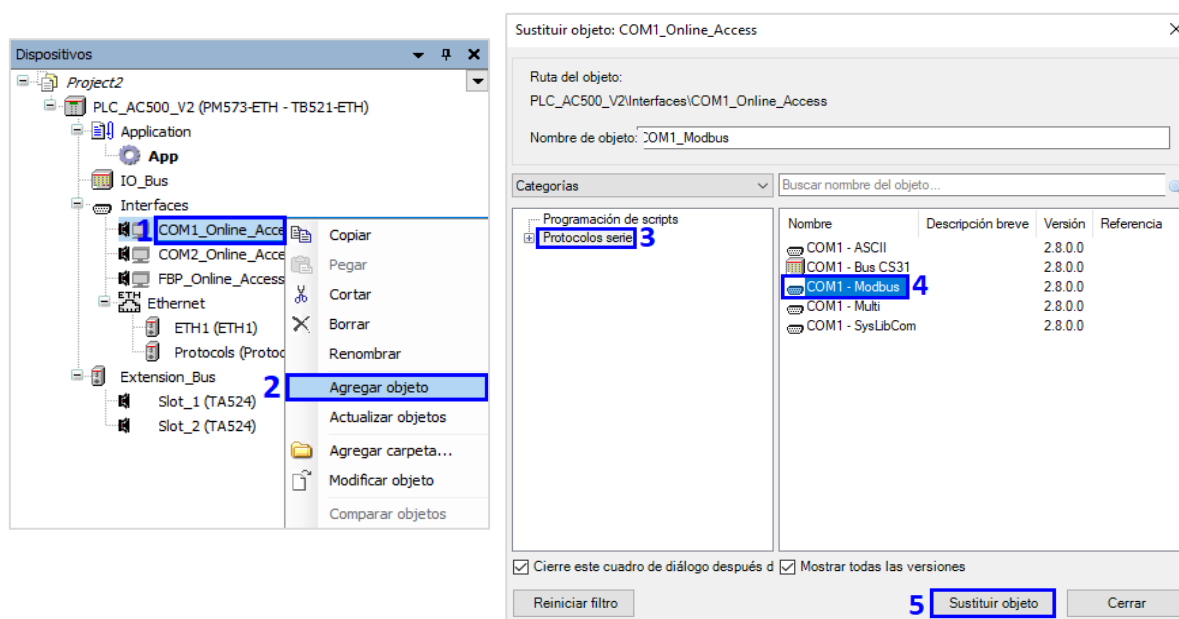 Dispositivos
Project2
PLC_AC500_V2 (PM573-ETH - TB521-ETH)
Application
App
IO_Bus
Interfaces
1 COM1_Online_Acce
COM2_Online_Acce
FBP_Online_Access
ETH Ethernet
ETH1 (ETH1)
Protocols (Protoc
Extension_Bus
Slot_1 (TA524)
Slot_2 (TA524)
Copiar
Pegar
Cortar
Borrar
Renombrar
2 Agregar objeto
Actualizar objetos
Agregar carpeta...
Modificar objeto
Comparar objetos
Sustituir objeto: COM1_Online_Access
Ruta del objeto:
PLC_AC500_V2\Interfaces\COM1_Online_Access
Nombre de objeto: COM1_Modbus
Categorías
Buscar nombre del objeto...
Programación de scripts
Protocolos serie 3
Nombre Descripción breve Versión Referencia
COM1 - ASCII 2.8.0.0
COM1 - Bus CS31 2.8.0.0
COM1 - Modbus 4 2.8.0.0
COM1 - Multi 2.8.0.0
COM1 - SysLibCom 2.8.0.0
Cierre este cuadro de diálogo después d
Mostrar todas las versiones
Reiniciar filtro
5 Sustituir objeto
Cerrar